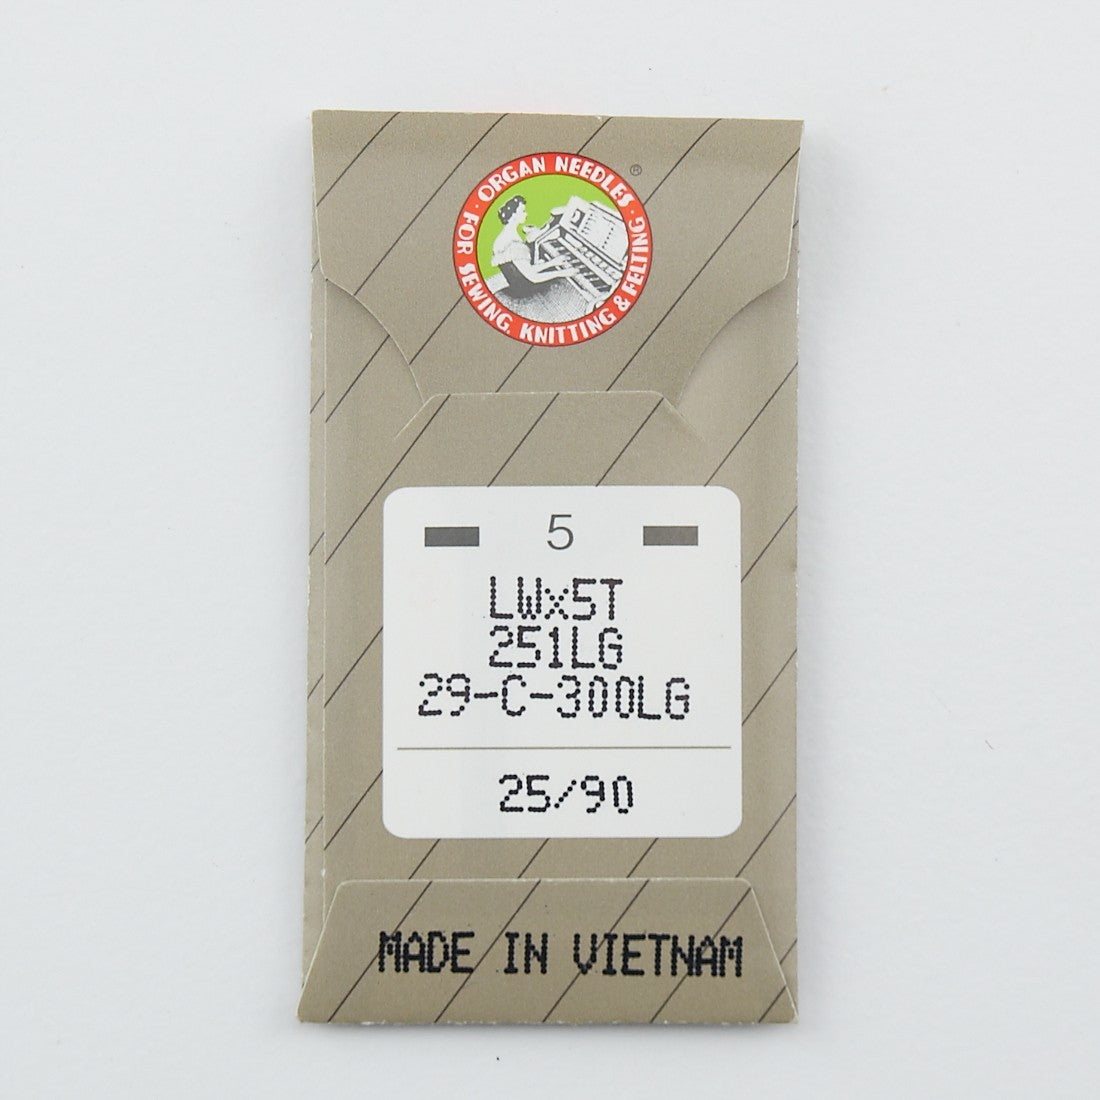 · ORGAN NEEDLES · ®
FOR SEWING, KNITTING & FELTING
5
LWx5T
251LG
29-C-300LG
25/90
MADE IN VIETNAM